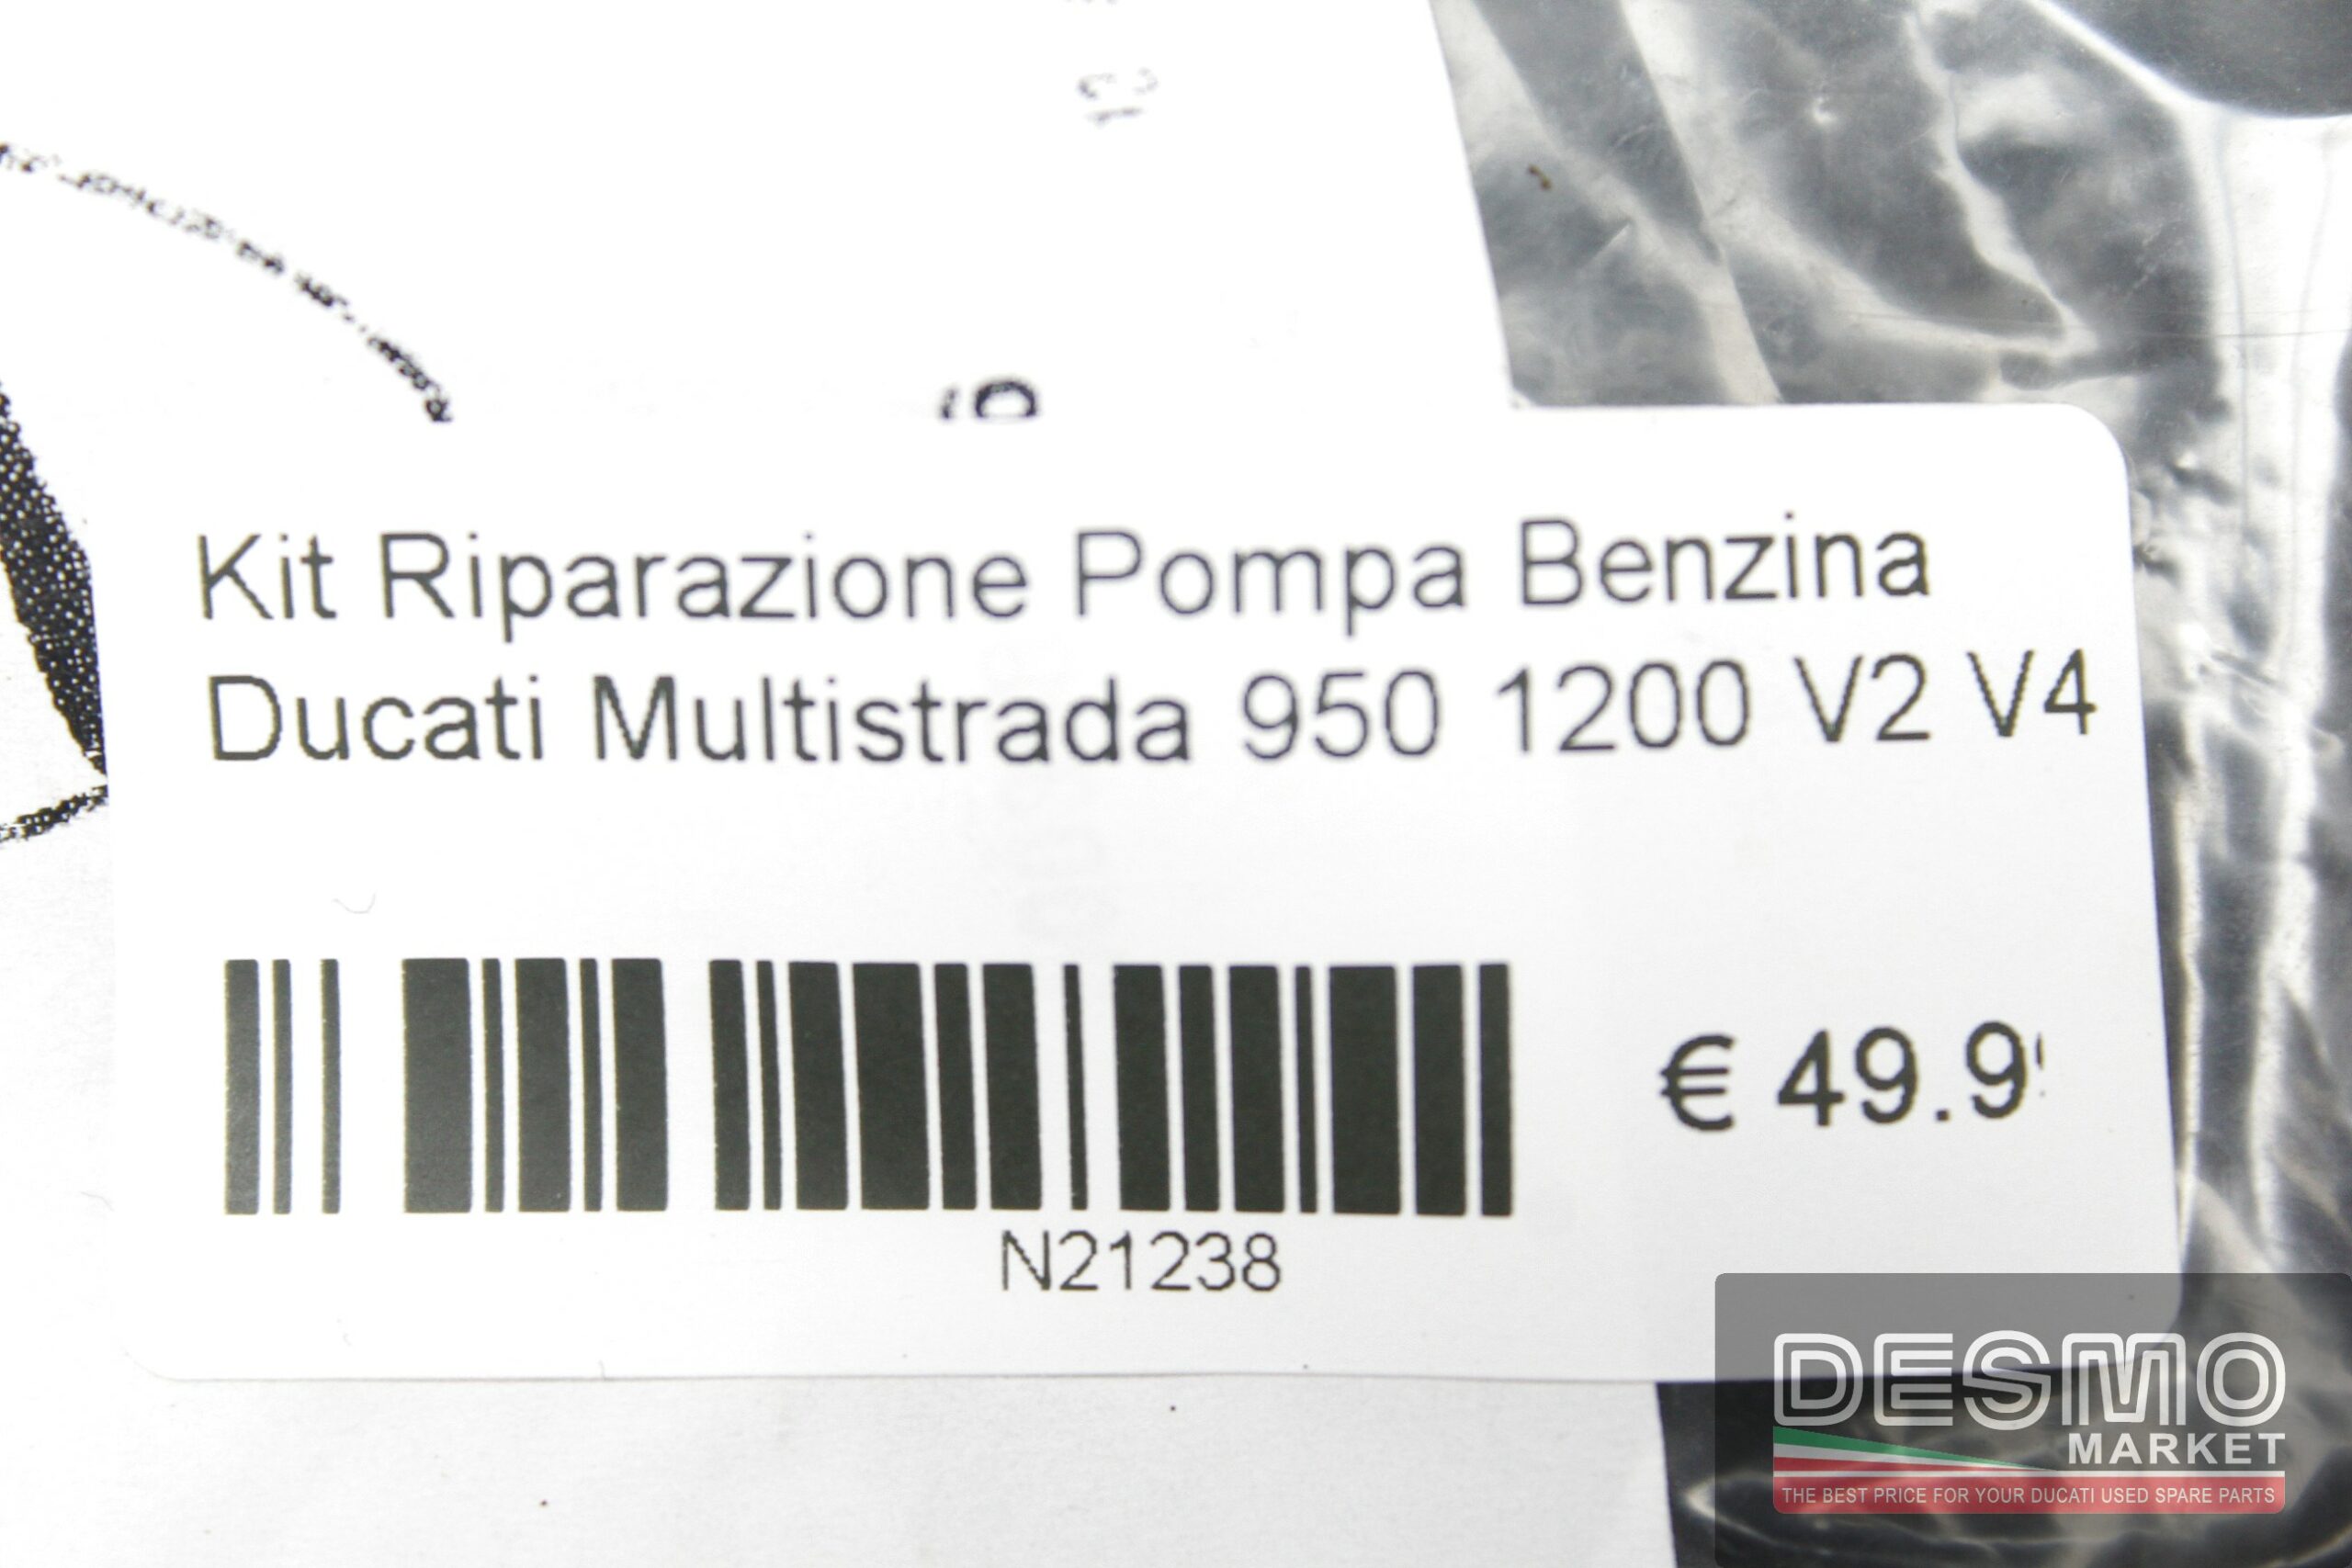 Kit Riparazione Pompa Benzina
Ducati Multistrada 950 1200 V2 V4
€ 49.9
N21238
DESMO
MARKET
THE BEST PRICE FOR YOUR DUCATI USED SPARE PARTS